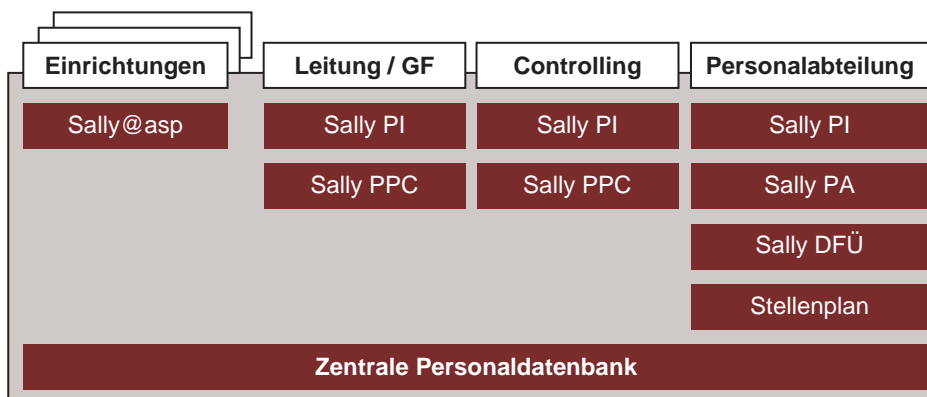 Einrichtungen
Leitung / GF
Controlling
Personalabteilung
Sally@asp
Sally PI
Sally PI
Sally PI
Sally PPC
Sally PPC
Sally PA
Sally DFÜ
Stellenplan
Zentrale Personaldatenbank